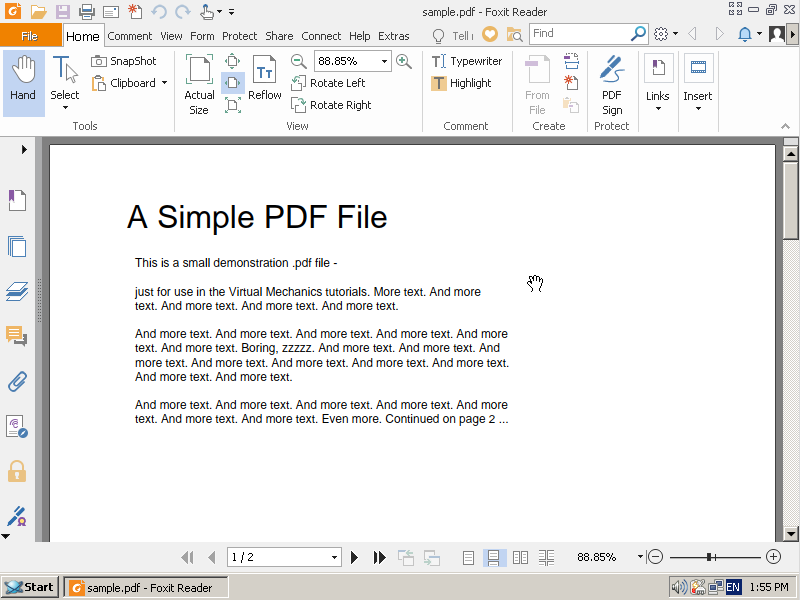 sample.pdf - Foxit Reader
File Home Comment View Form Protect Share Connect Help Extras Tell Find
Hand
Select
SnapShot
Clipboard
Tools
Actual
Size
Reflow
88.85%
Rotate Left
Rotate Right
View
Typewriter
Highlight
Comment
From
File
Create
PDF
Sign
Protect
Links
Insert
A Simple PDF File
This is a small demonstration .pdf file -
just for use in the Virtual Mechanics tutorials. More text. And more
text. And more text. And more text. And more text.
And more text. And more text. And more text. And more text. And more
text. And more text. Boring, zzzzz. And more text. And more text. And
more text. And more text. And more text. And more text. And more text.
And more text. And more text.
And more text. And more text. And more text. And more text. And more
text. And more text. And more text. Even more. Continued on page 2 ...
1 / 2
88.85%
Start sample.pdf - Foxit Reader EN 1:55 PM